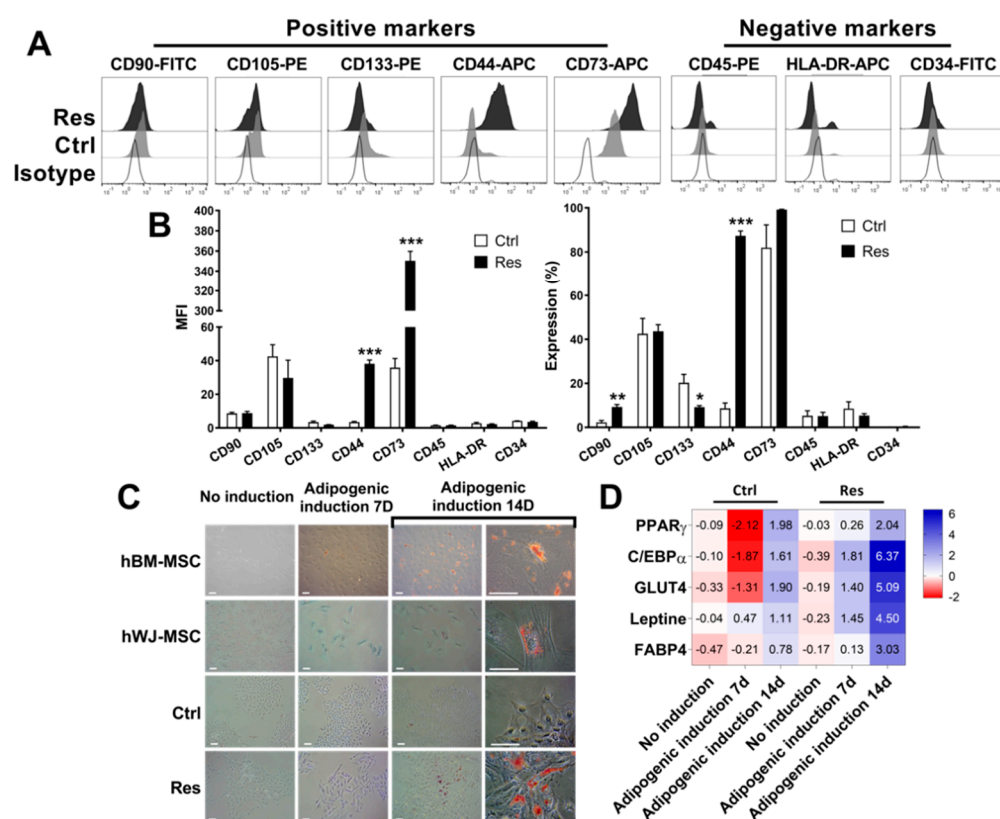 A
Positive markers
Negative markers
CD90-FITC CD105-PE CD133-PE CD44-APC CD73-APC CD45-PE HLA-DR-APC CD34-FITC
Res
Ctrl
Isotype
B
400
380
360
340
320
300
60
40
20
0
MFI
***
***
Ctrl
Res
CD90 CD105 CD133 CD44 CD73 CD45 HLA-DR CD34
100
80
60
40
20
0
Expression (%)
**
*
***
Ctrl
Res
CD90 CD105 CD133 CD44 CD73 CD45 HLA-DR CD34
C
No induction
Adipogenic
induction 7D
Adipogenic
induction 14D
hBM-MSC
hWJ-MSC
Ctrl
Res
D
Ctrl Res
PPARγ -0.09 -2.12 1.98 -0.03 0.26 2.04
C/EBPα -0.10 -1.87 1.61 -0.39 1.81 6.37
GLUT4 -0.33 -1.31 1.90 -0.19 1.40 5.09
Leptine -0.04 0.47 1.11 -0.23 1.45 4.50
FABP4 -0.47 -0.21 0.78 -0.17 0.13 3.03
6
4
2
0
-2
No induction
Adipogenic induction 7d
Adipogenic induction 14d
No induction
Adipogenic induction 7d
Adipogenic induction 14d